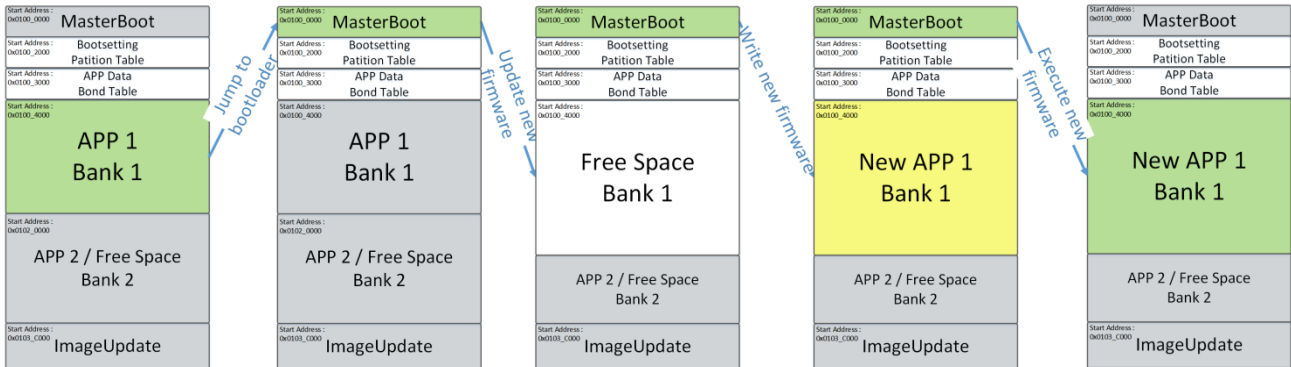 Start Address :
0x0100_0000
MasterBoot
Start Address :
0x0100_2000
Bootsetting
Patition Table
Start Address :
0x0100_3000
APP Data
Bond Table
Start Address :
0x0100_4000
APP 1
Bank 1
Start Address :
0x0102_0000
APP 2 / Free Space
Bank 2
Start Address :
0x0103_C000
ImageUpdate
Jump to
bootloader
Start Address :
0x0100_0000
MasterBoot
Start Address :
0x0100_2000
Bootsetting
Patition Table
Start Address :
0x0100_3000
APP Data
Bond Table
Start Address :
0x0100_4000
APP 1
Bank 1
Start Address :
0x0102_0000
APP 2 / Free Space
Bank 2
Start Address :
0x0103_C000
ImageUpdate
Update new
firmware
Start Address :
0x0100_0000
MasterBoot
Start Address :
0x0100_2000
Bootsetting
Patition Table
Start Address :
0x0100_3000
APP Data
Bond Table
Start Address :
0x0100_4000
Free Space
Bank 1
APP 2 / Free Space
Bank 2
Start Address :
0x0103_C000
ImageUpdate
Write new firmware
Start Address :
0x0100_0000
MasterBoot
Start Address :
0x0100_2000
Bootsetting
Patition Table
Start Address :
0x0100_3000
APP Data
Bond Table
Start Address :
0x0100_4000
New APP 1
Bank 1
APP 2 / Free Space
Bank 2
Start Address :
0x0103_C000
ImageUpdate
Execute new
firmware
Start Address :
0x0100_0000
MasterBoot
Start Address :
0x0100_2000
Bootsetting
Patition Table
Start Address :
0x0100_3000
APP Data
Bond Table
Start Address :
0x0100_4000
New APP 1
Bank 1
APP 2 / Free Space
Bank 2
Start Address :
0x0103_C000
ImageUpdate